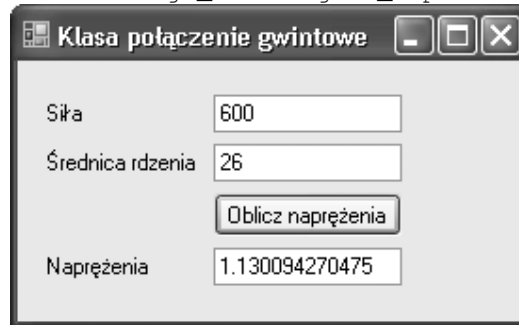 Klasa połączenie gwintowe
Siła 600
Średnica rdzenia 26
Oblicz naprężenia
Naprężenia 1.130094270475